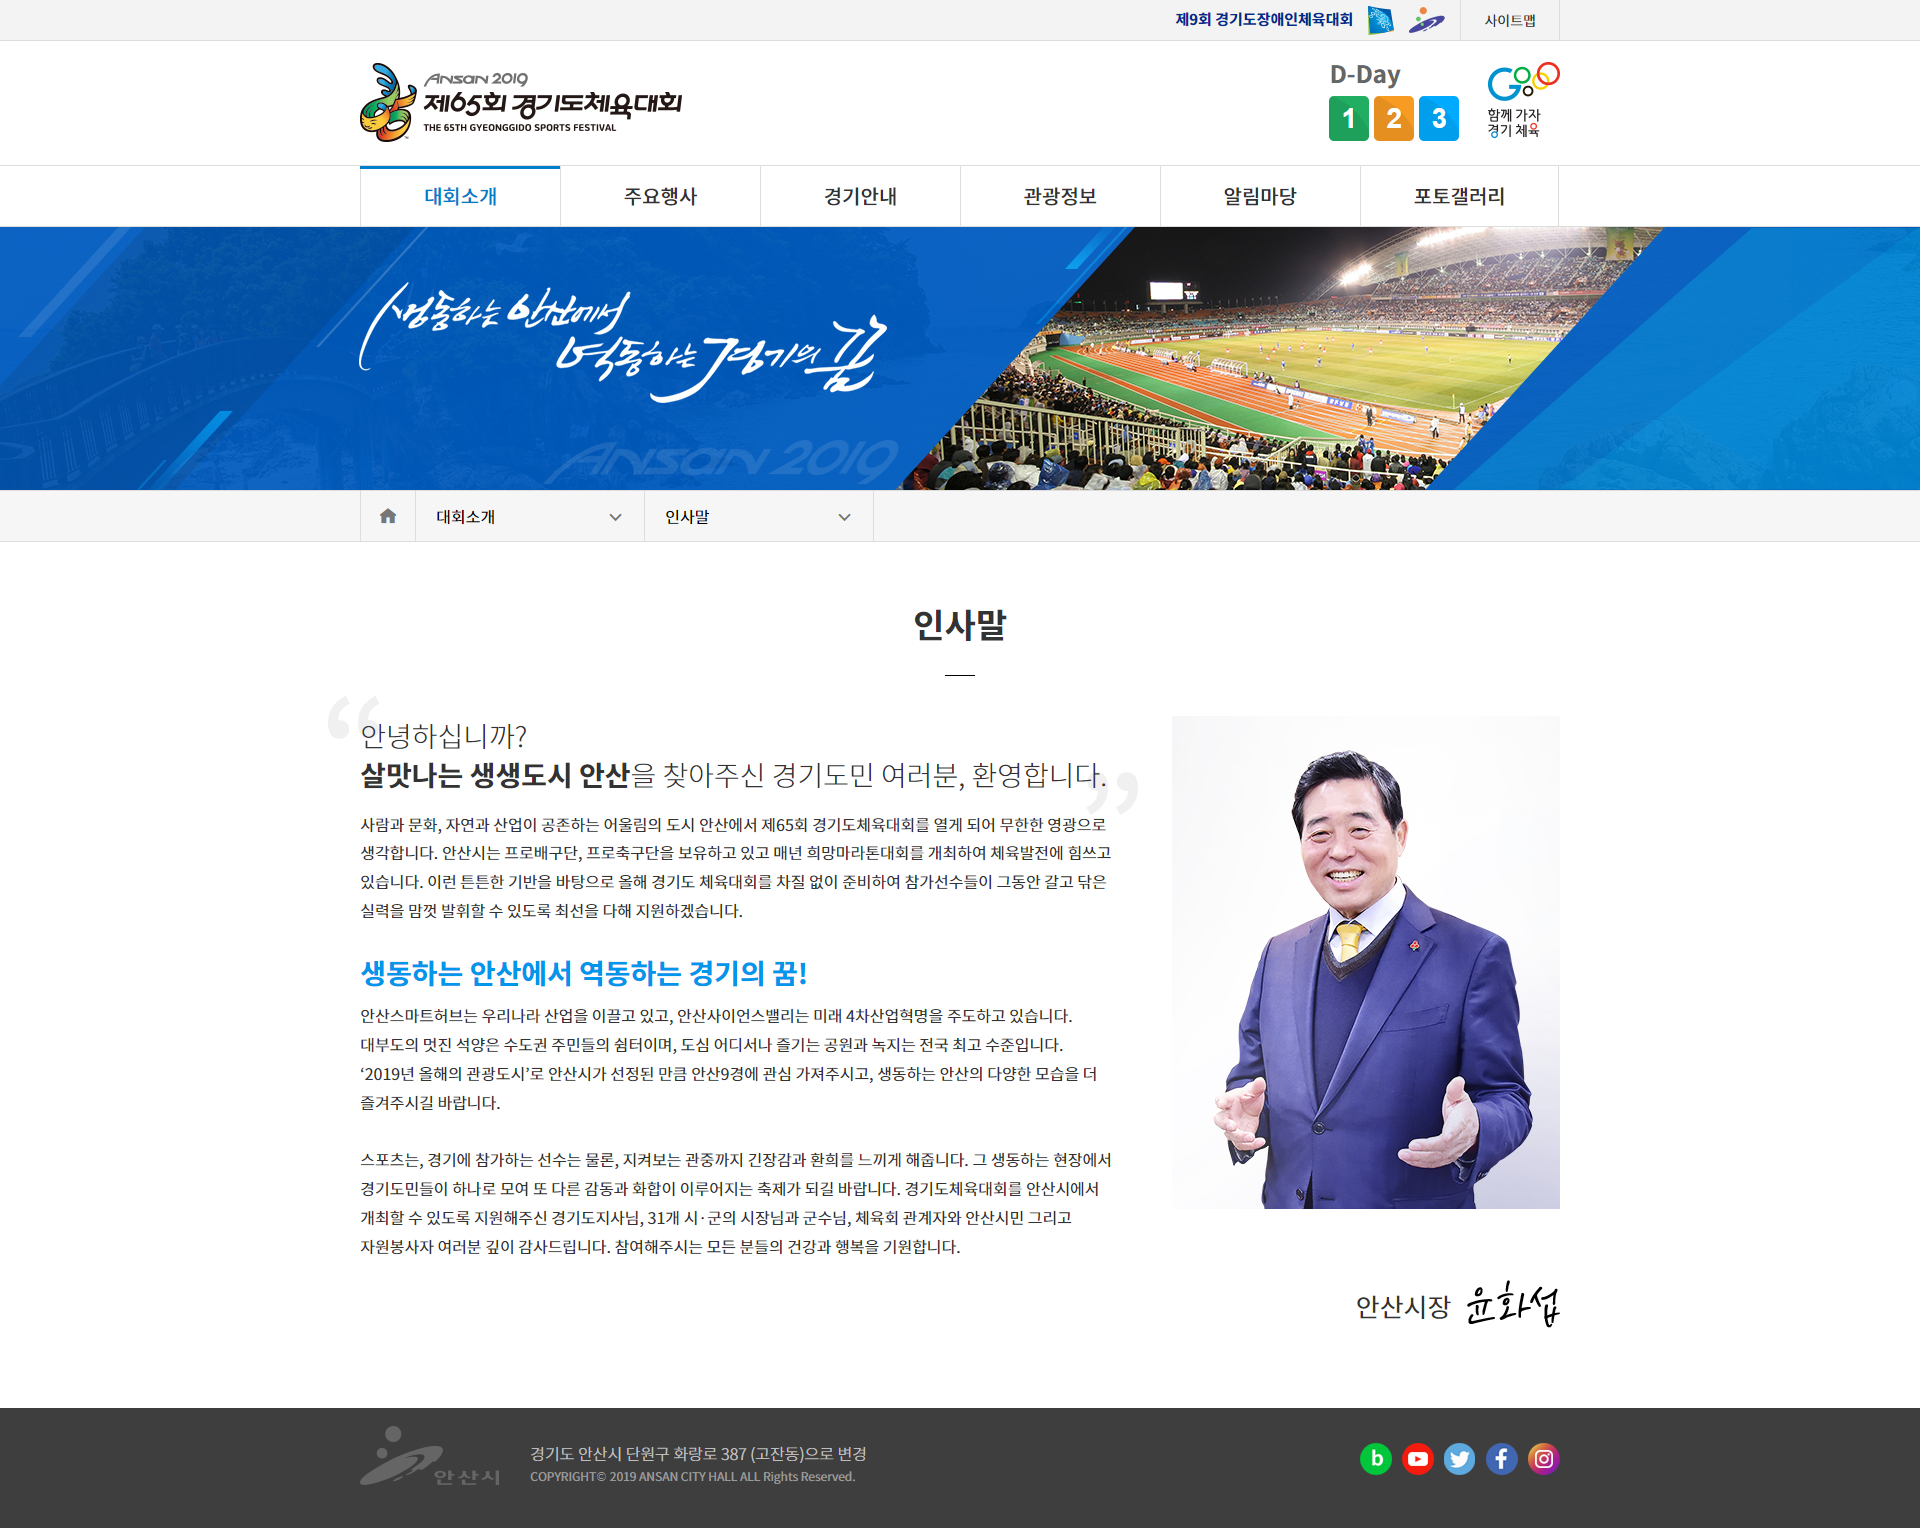 제9회 경기도장애인체육대회
사이트맵
ANSAN 2019
제65회 경기도체육대회
THE 65TH GYEONGGIDO SPORTS FESTIVAL
D-Day
1 2 3
Go
함께 가자
경기 체육
대회소개
주요행사
경기안내
관광정보
알림마당
포토갤러리
생동하는 안산에서
역동하는 경기의 꿈
ANSAN 2019
대회소개
인사말
인사말
“안녕하십니까?
살맛나는 생생도시 안산을 찾아주신 경기도민 여러분, 환영합니다.”
사람과 문화, 자연과 산업이 공존하는 어울림의 도시 안산에서 제65회 경기도체육대회를 열게 되어 무한한 영광으로
생각합니다. 안산시는 프로배구단, 프로축구단을 보유하고 있고 매년 희망마라톤대회를 개최하여 체육발전에 힘쓰고
있습니다. 이런 튼튼한 기반을 바탕으로 올해 경기도 체육대회를 차질 없이 준비하여 참가선수들이 그동안 갈고 닦은
실력을 맘껏 발휘할 수 있도록 최선을 다해 지원하겠습니다.
생동하는 안산에서 역동하는 경기의 꿈!
안산스마트허브는 우리나라 산업을 이끌고 있고, 안산사이언스밸리는 미래 4차산업혁명을 주도하고 있습니다.
대부도의 멋진 석양은 수도권 주민들의 쉼터이며, 도심 어디서나 즐기는 공원과 녹지는 전국 최고 수준입니다.
‘2019년 올해의 관광도시’로 안산시가 선정된 만큼 안산9경에 관심 가져주시고, 생동하는 안산의 다양한 모습을 더
즐겨주시길 바랍니다.
스포츠는, 경기에 참가하는 선수는 물론, 지켜보는 관중까지 긴장감과 환희를 느끼게 해줍니다. 그 생동하는 현장에서
경기도민들이 하나로 모여 또 다른 감동과 화합이 이루어지는 축제가 되길 바랍니다. 경기도체육대회를 안산시에서
개최할 수 있도록 지원해주신 경기도지사님, 31개 시·군의 시장님과 군수님, 체육회 관계자와 안산시민 그리고
자원봉사자 여러분 깊이 감사드립니다. 참여해주시는 모든 분들의 건강과 행복을 기원합니다.
안산시장 윤화섭
안산시
경기도 안산시 단원구 화랑로 387 (고잔동)으로 변경
COPYRIGHT© 2019 ANSAN CITY HALL ALL Rights Reserved.
b